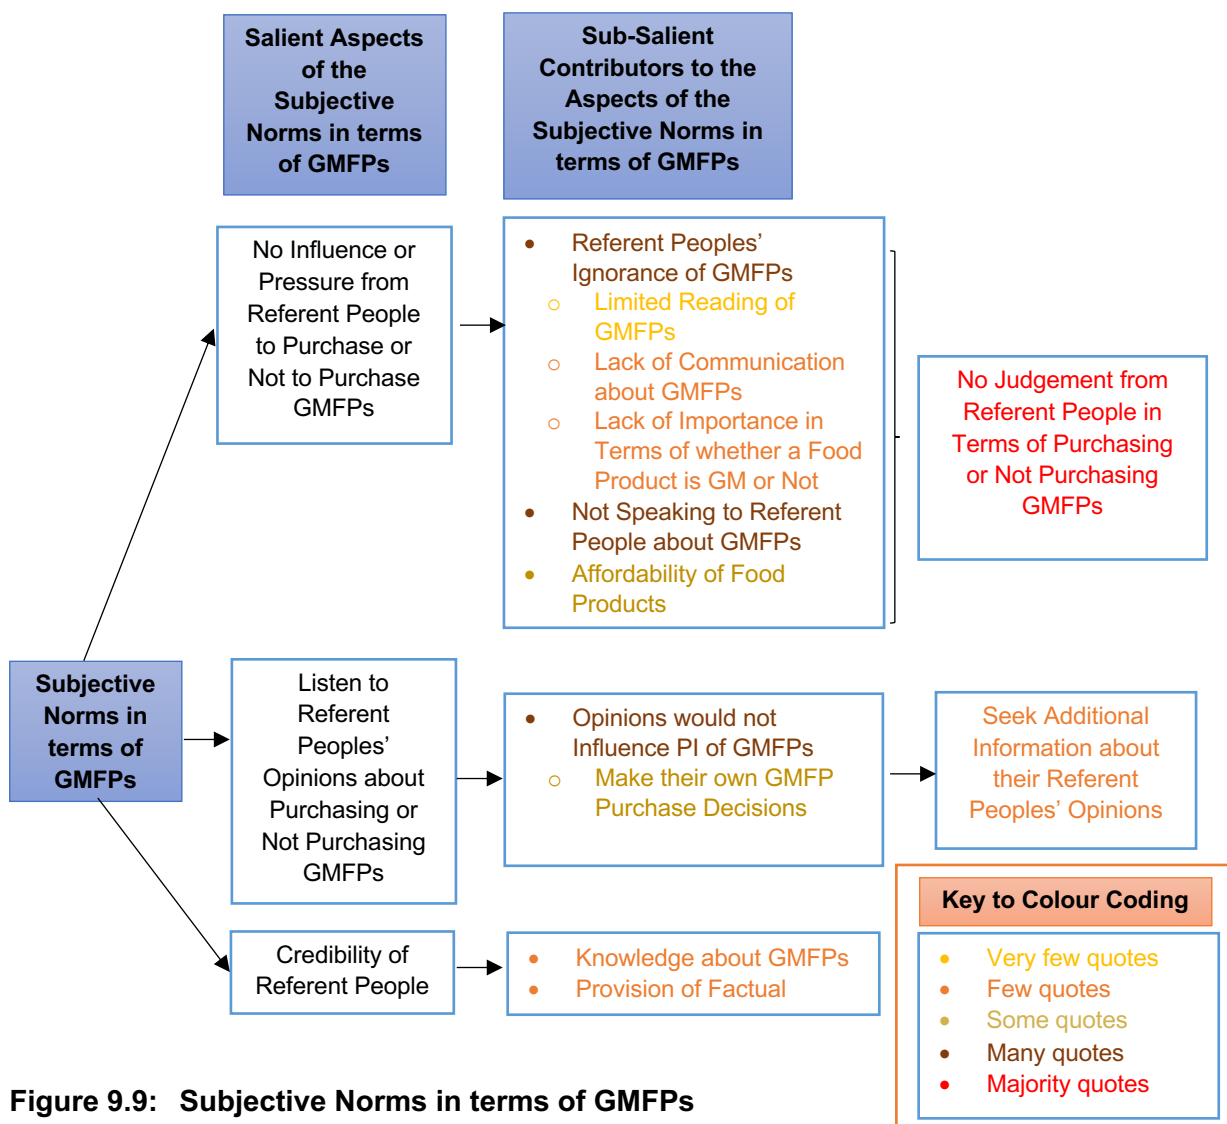 Salient Aspects
of the
Subjective
Norms in terms
of GMFPs
Sub-Salient
Contributors to the
Aspects of the
Subjective Norms in
terms of GMFPs
No Influence or
Pressure from
Referent People
to Purchase or
Not to Purchase
GMFPs
• Referent Peoples'
Ignorance of GMFPs
o Limited Reading of
GMFPs
o Lack of Communication
about GMFPs
o Lack of Importance in
Terms of whether a Food
Product is GM or Not
• Not Speaking to Referent
People about GMFPs
• Affordability of Food
Products
No Judgement from
Referent People in
Terms of Purchasing
or Not Purchasing
GMFPs
Subjective
Norms in
terms of
GMFPs
Listen to
Referent
Peoples'
Opinions about
Purchasing or
Not Purchasing
GMFPs
• Opinions would not
Influence PI of GMFPs
o Make their own GMFP
Purchase Decisions
Seek Additional
Information about
their Referent
Peoples' Opinions
Credibility of
Referent People
• Knowledge about GMFPs
• Provision of Factual
Key to Colour Coding
• Very few quotes
• Few quotes
• Some quotes
• Many quotes
• Majority quotes
Figure 9.9: Subjective Norms in terms of GMFPs